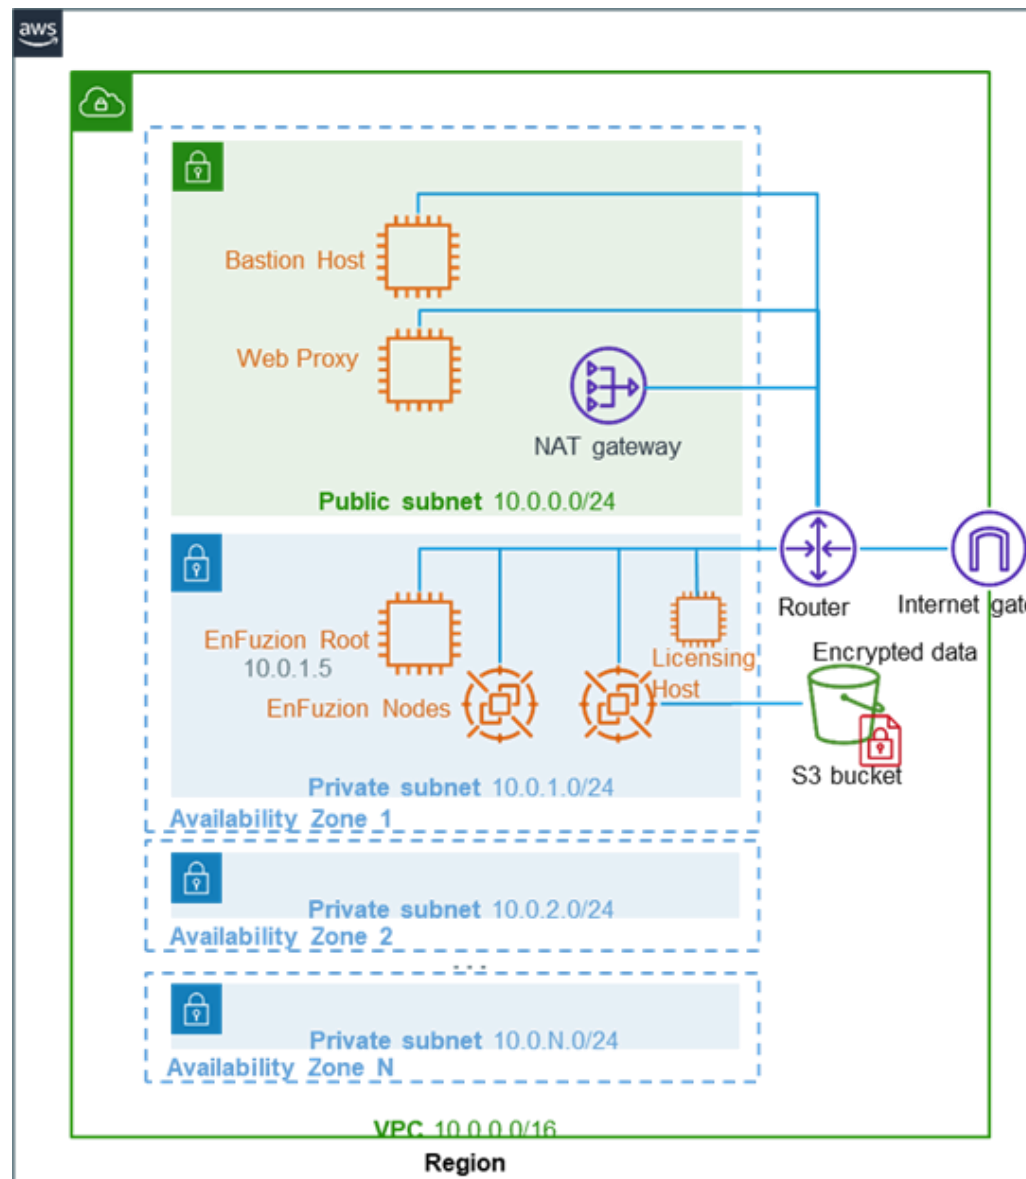 aws
Bastion Host
Web Proxy
NAT gateway
Public subnet 10.0.0.0/24
Router
Internet gate
EnFuzion Root
10.0.1.5
Licensing
Host
EnFuzion Nodes
Encrypted data
S3 bucket
Private subnet 10.0.1.0/24
Availability Zone 1
Private subnet 10.0.2.0/24
Availability Zone 2
...
Private subnet 10.0.N.0/24
Availability Zone N
VPC 10.0.0.0/16
Region